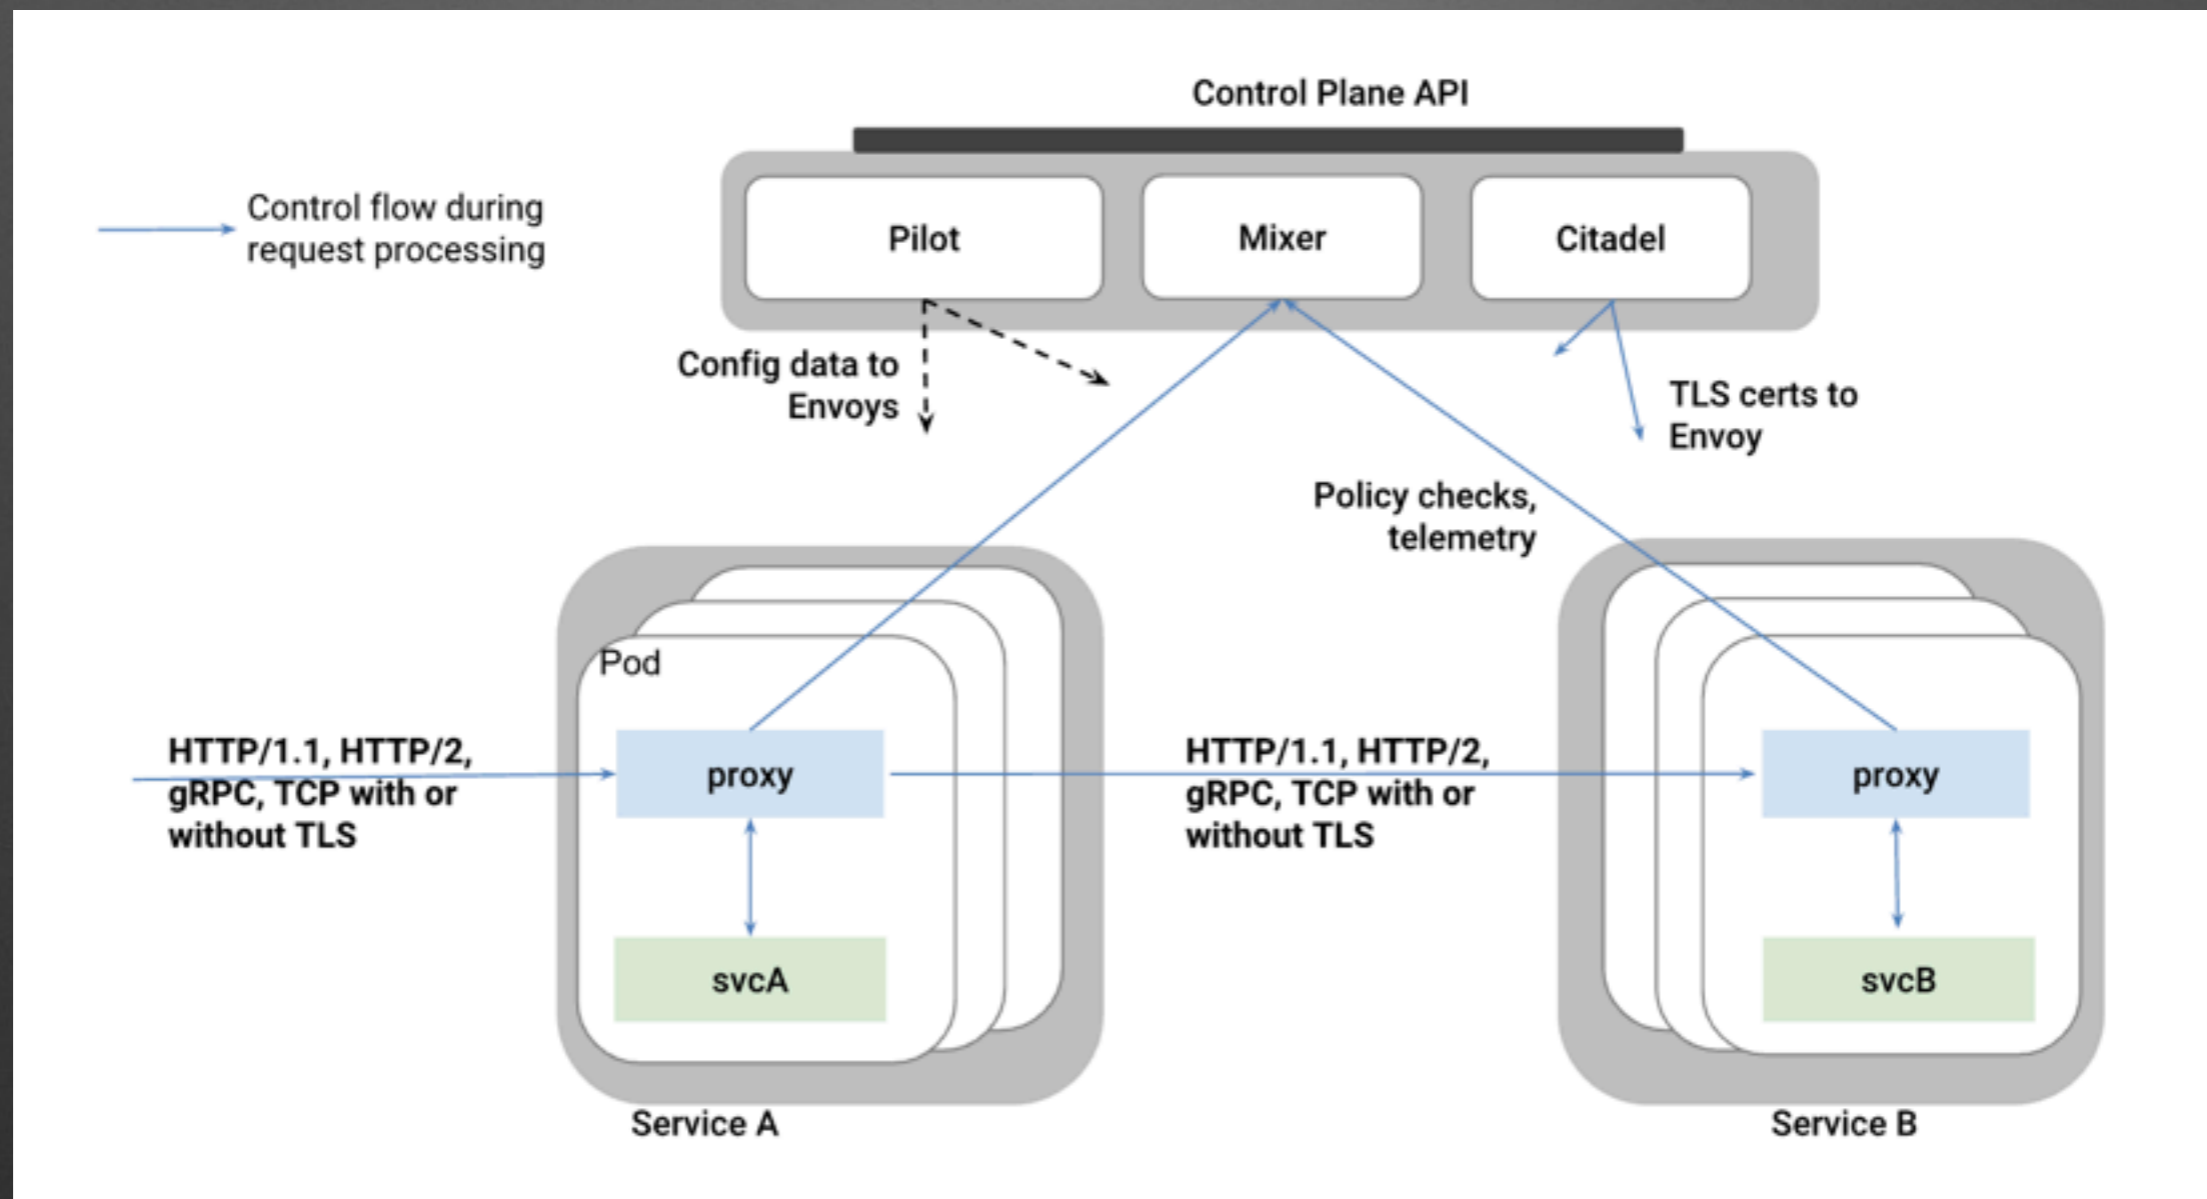 Control Plane API
Control flow during
request processing
Pilot
Mixer
Citadel
Config data to
Envoys
TLS certs to
Envoy
Policy checks,
telemetry
Pod
HTTP/1.1, HTTP/2,
gRPC, TCP with or
without TLS
proxy
HTTP/1.1, HTTP/2,
gRPC, TCP with or
without TLS
proxy
svcA
svcB
Service A
Service B